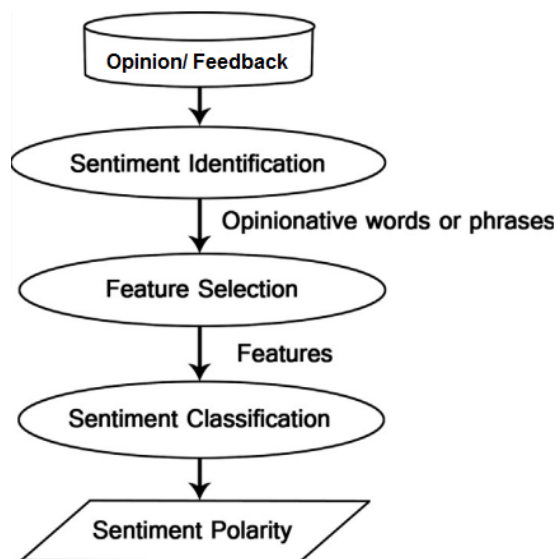 Opinion/ Feedback
Sentiment Identification
Opinionative words or phrases
Feature Selection
Features
Sentiment Classification
Sentiment Polarity